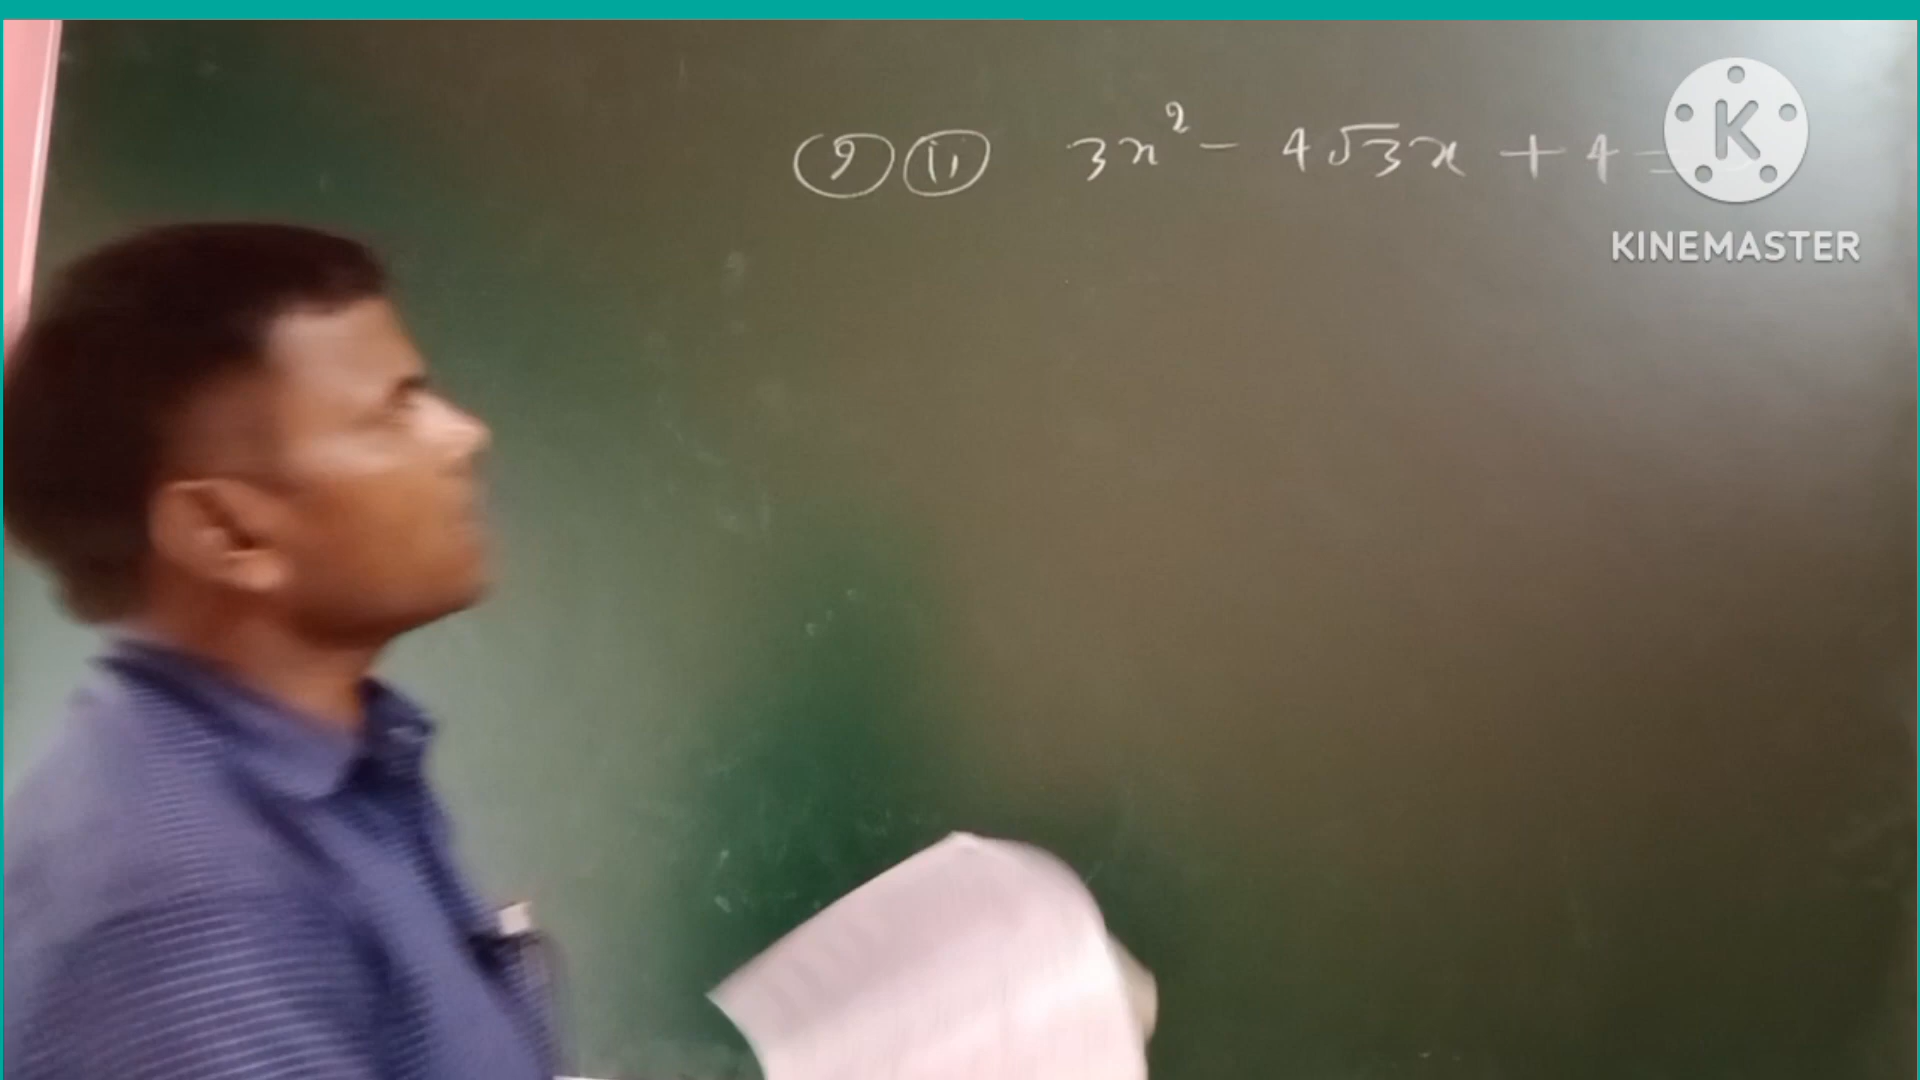 9 ii 3x² - 4√3x + 4 =
K
KINEMASTER